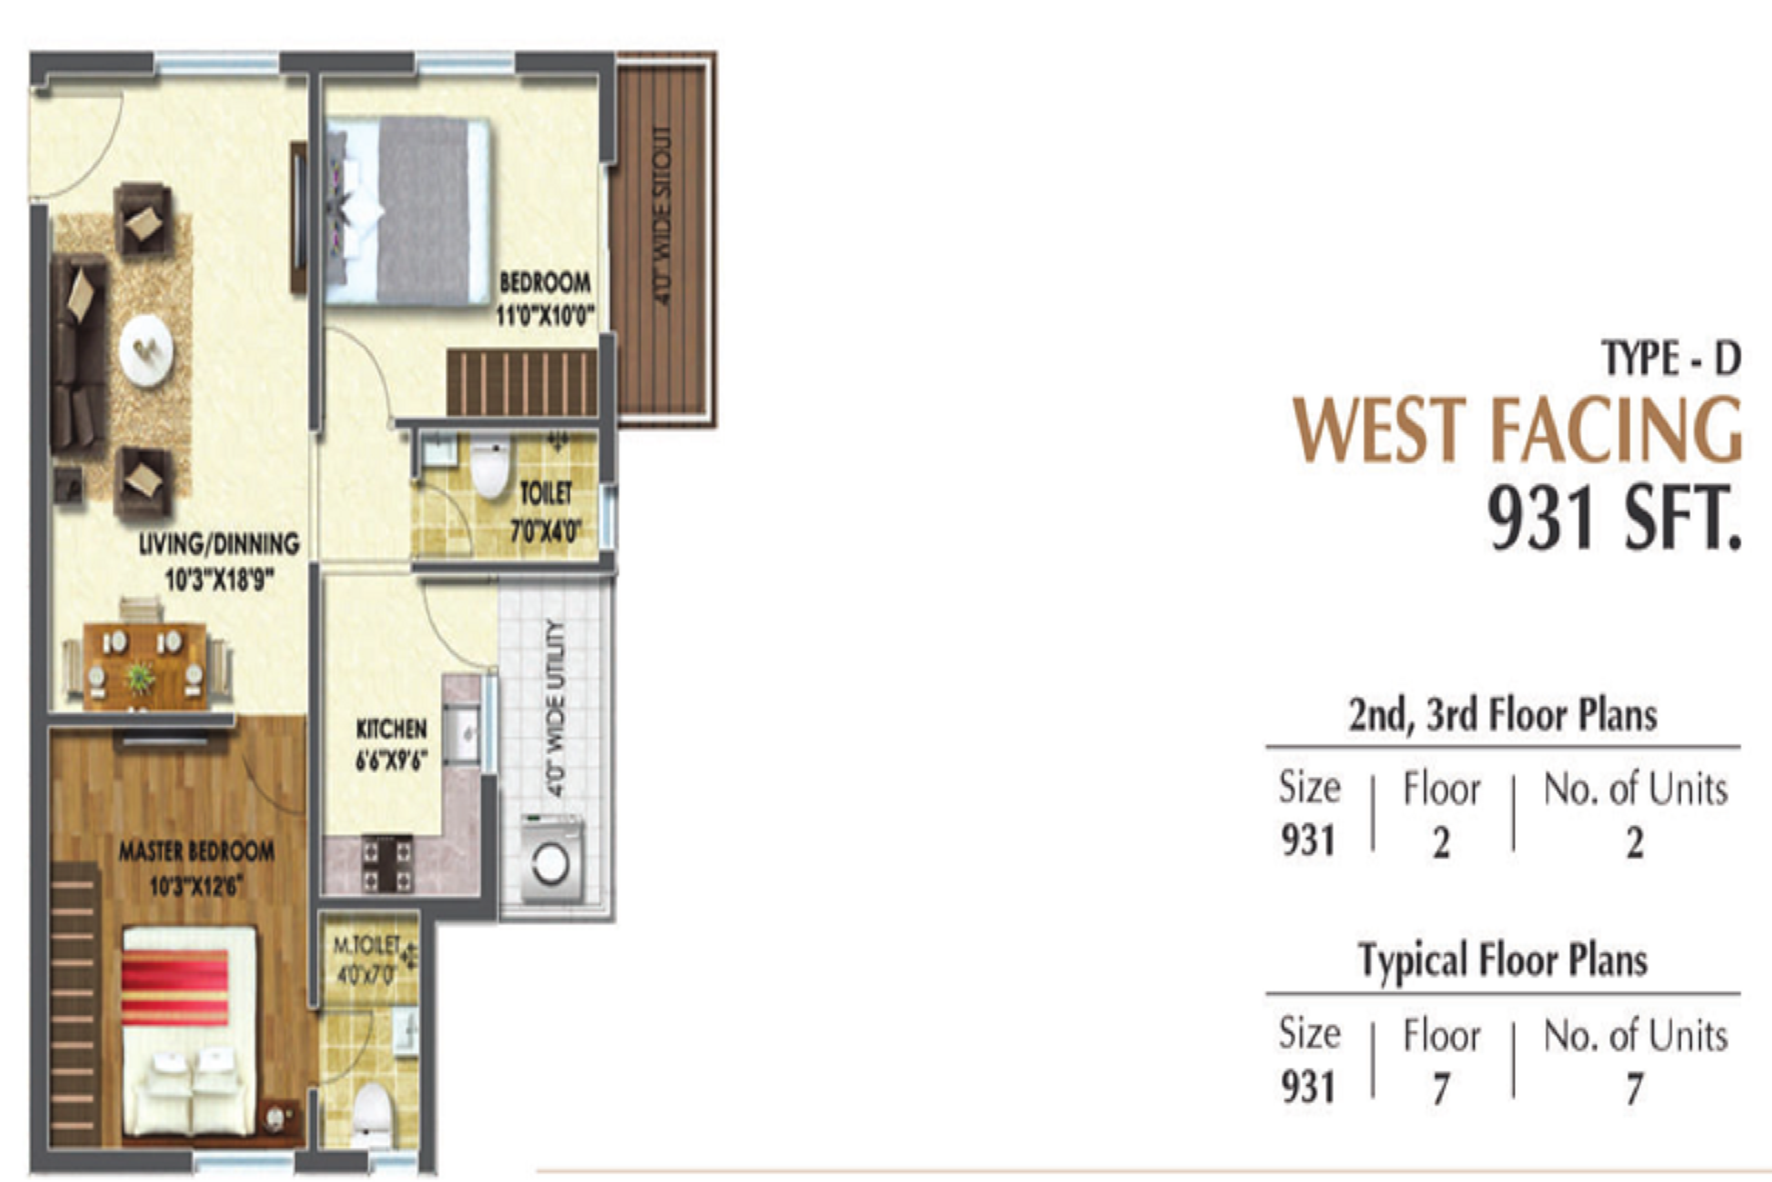 4'0" WIDE SITOUT
BEDROOM
11'0"X10'0"
TOILET
7'0"X4'0"
LIVING/DINNING
10'3"X18'9"
KITCHEN
6'6"X9'6"
4'0" WIDE UTILITY
MASTER BEDROOM
10'3"X12'6"
M.TOILET
4'0"x7'0"
TYPE - D
WEST FACING
931 SFT.
2nd, 3rd Floor Plans
Size | Floor | No. of Units
931 | 2 | 2
Typical Floor Plans
Size | Floor | No. of Units
931 | 7 | 7